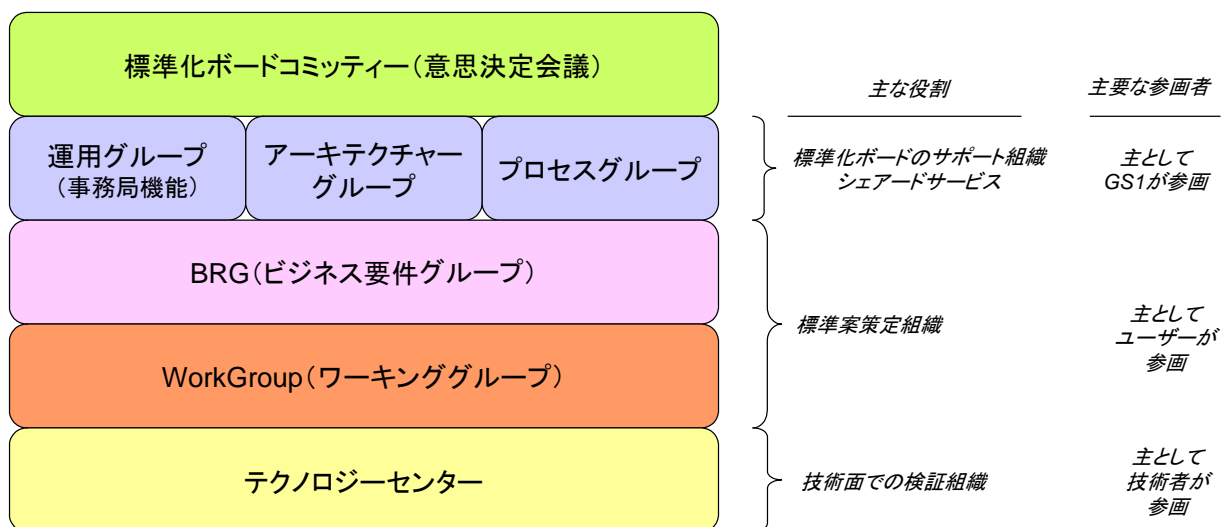 標準化ボードコミッティー(意思決定会議)
主な役割
主要な参画者
運用グループ
(事務局機能)
アーキテクチャー
グループ
プロセスグループ
標準化ボードのサポート組織
シェアードサービス
主として
GS1が参画
BRG(ビジネス要件グループ)
WorkGroup(ワーキンググループ)
標準案策定組織
主として
ユーザーが
参画
テクノロジーセンター
技術面での検証組織
主として
技術者が
参画